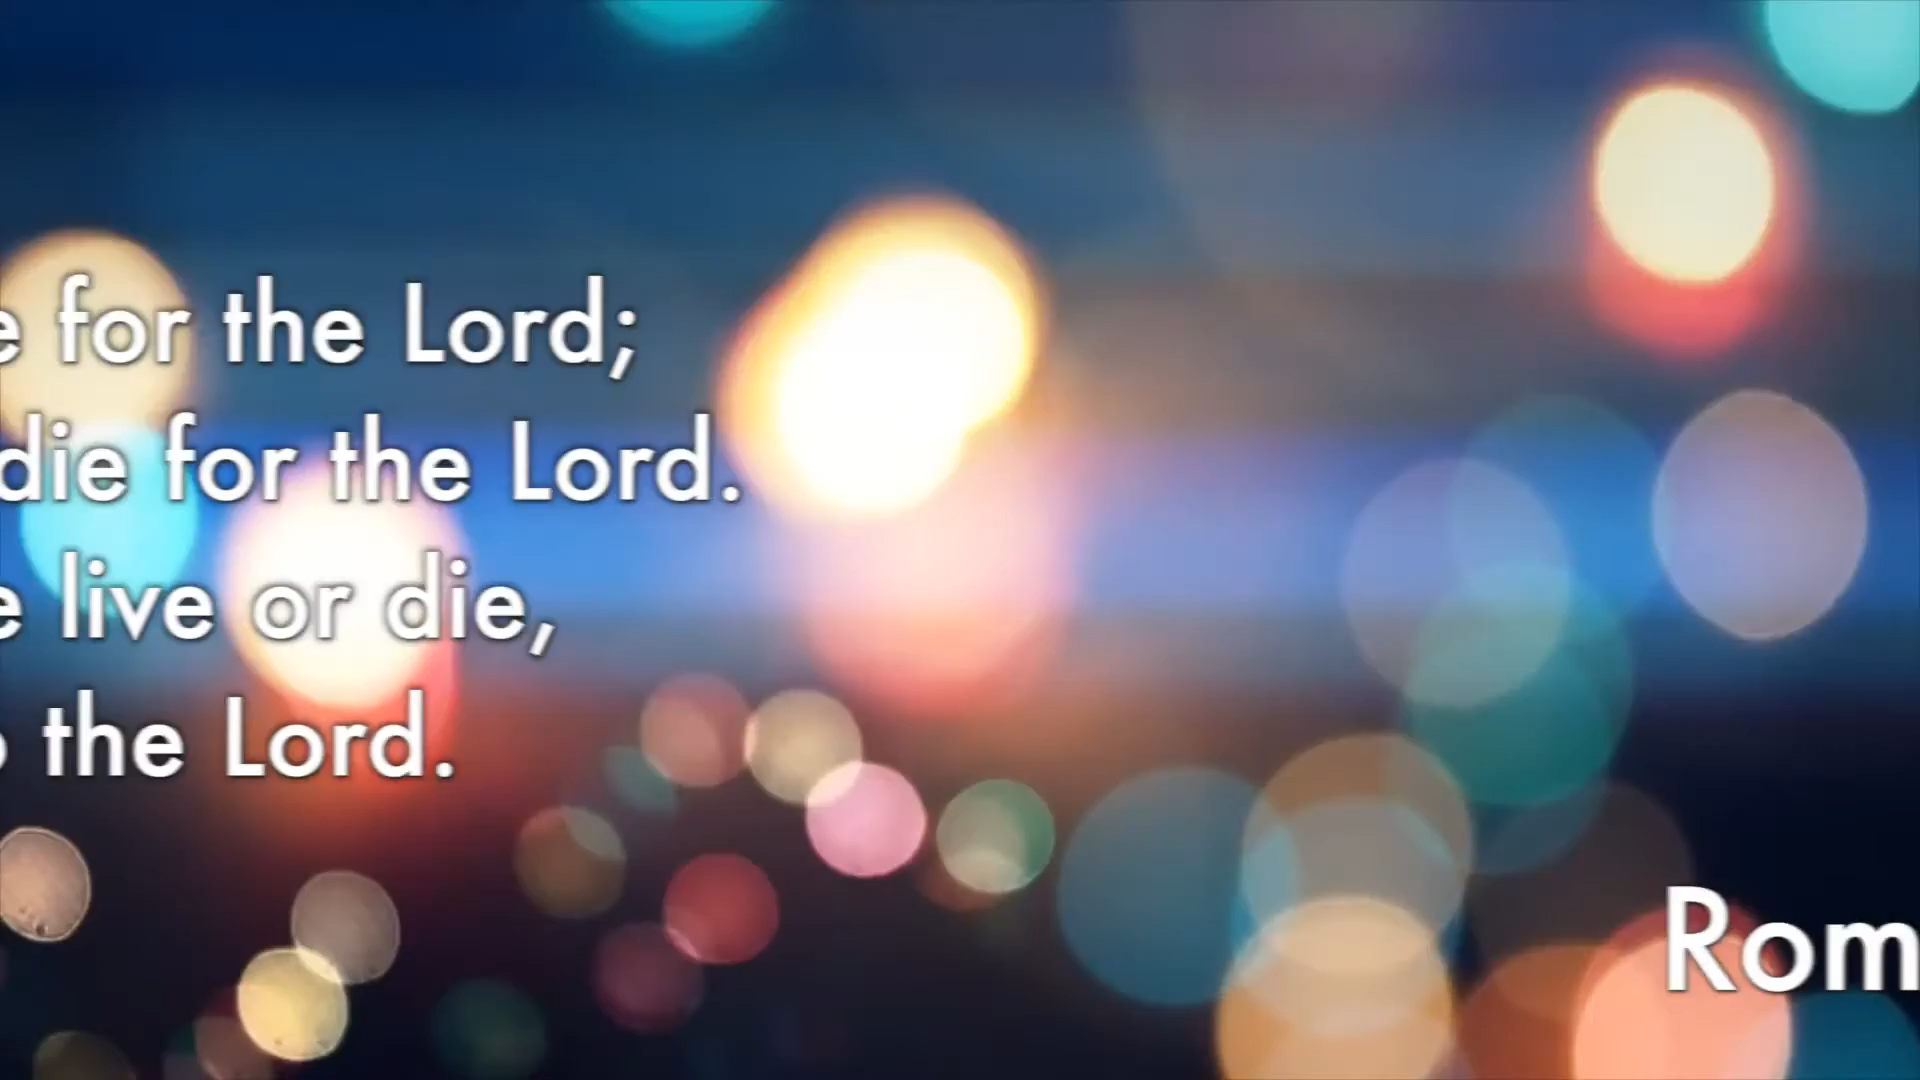 e for the Lord;
die for the Lord.
e live or die,
o the Lord.
Rom